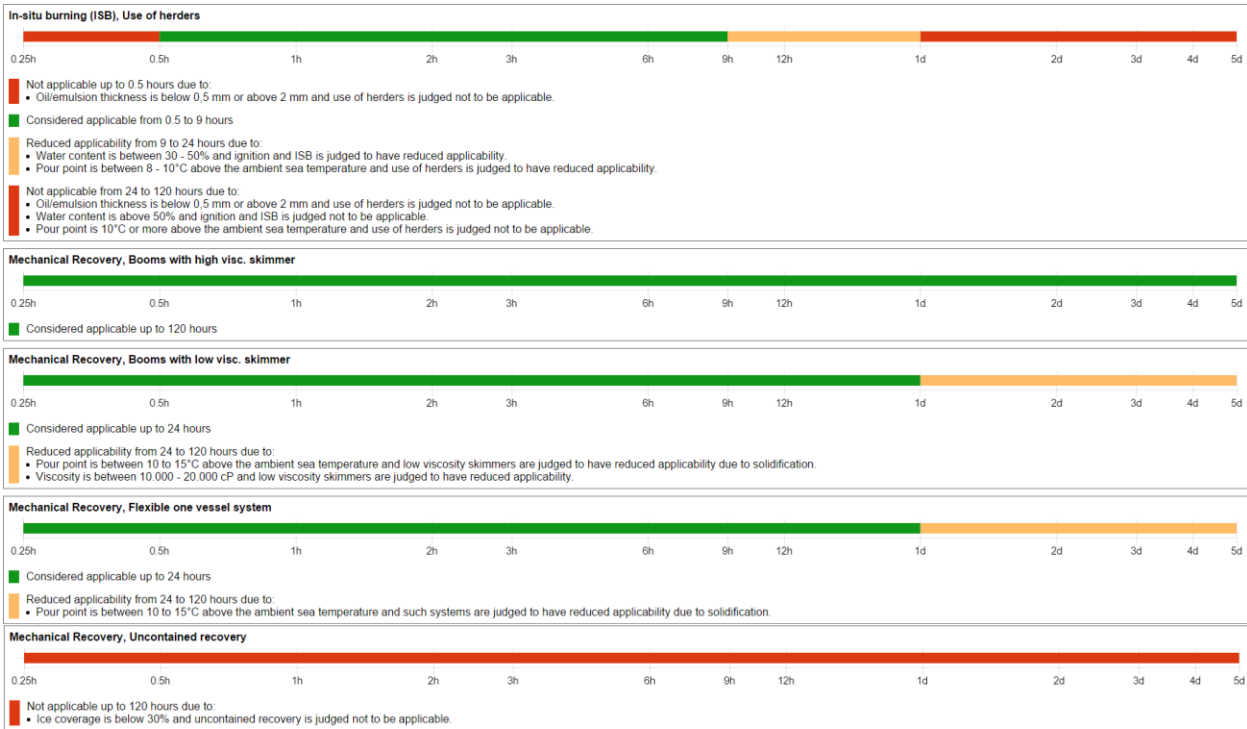 In-situ burning (ISB), Use of herders
0.25h 0.5h 1h 2h 3h 6h 9h 12h 1d 2d 3d 4d 5d
Not applicable up to 0.5 hours due to:
• Oil/emulsion thickness is below 0,5 mm or above 2 mm and use of herders is judged not to be applicable.
Considered applicable from 0.5 to 9 hours
Reduced applicability from 9 to 24 hours due to:
• Water content is between 30 - 50% and ignition and ISB is judged to have reduced applicability.
• Pour point is between 8 - 10°C above the ambient sea temperature and use of herders is judged to have reduced applicability.
Not applicable from 24 to 120 hours due to:
• Oil/emulsion thickness is below 0,5 mm or above 2 mm and use of herders is judged not to be applicable.
• Water content is above 50% and ignition and ISB is judged not to be applicable.
• Pour point is 10°C or more above the ambient sea temperature and use of herders is judged not to be applicable.
Mechanical Recovery, Booms with high visc. skimmer
0.25h 0.5h 1h 2h 3h 6h 9h 12h 1d 2d 3d 4d 5d
Considered applicable up to 120 hours
Mechanical Recovery, Booms with low visc. skimmer
0.25h 0.5h 1h 2h 3h 6h 9h 12h 1d 2d 3d 4d 5d
Considered applicable up to 24 hours
Reduced applicability from 24 to 120 hours due to:
• Pour point is between 10 to 15°C above the ambient sea temperature and low viscosity skimmers are judged to have reduced applicability due to solidification.
• Viscosity is between 10.000 - 20.000 cP and low viscosity skimmers are judged to have reduced applicability.
Mechanical Recovery, Flexible one vessel system
0.25h 0.5h 1h 2h 3h 6h 9h 12h 1d 2d 3d 4d 5d
Considered applicable up to 24 hours
Reduced applicability from 24 to 120 hours due to:
• Pour point is between 10 to 15°C above the ambient sea temperature and such systems are judged to have reduced applicability due to solidification.
Mechanical Recovery, Uncontained recovery
0.25h 0.5h 1h 2h 3h 6h 9h 12h 1d 2d 3d 4d 5d
Not applicable up to 120 hours due to:
• Ice coverage is below 30% and uncontained recovery is judged not to be applicable.